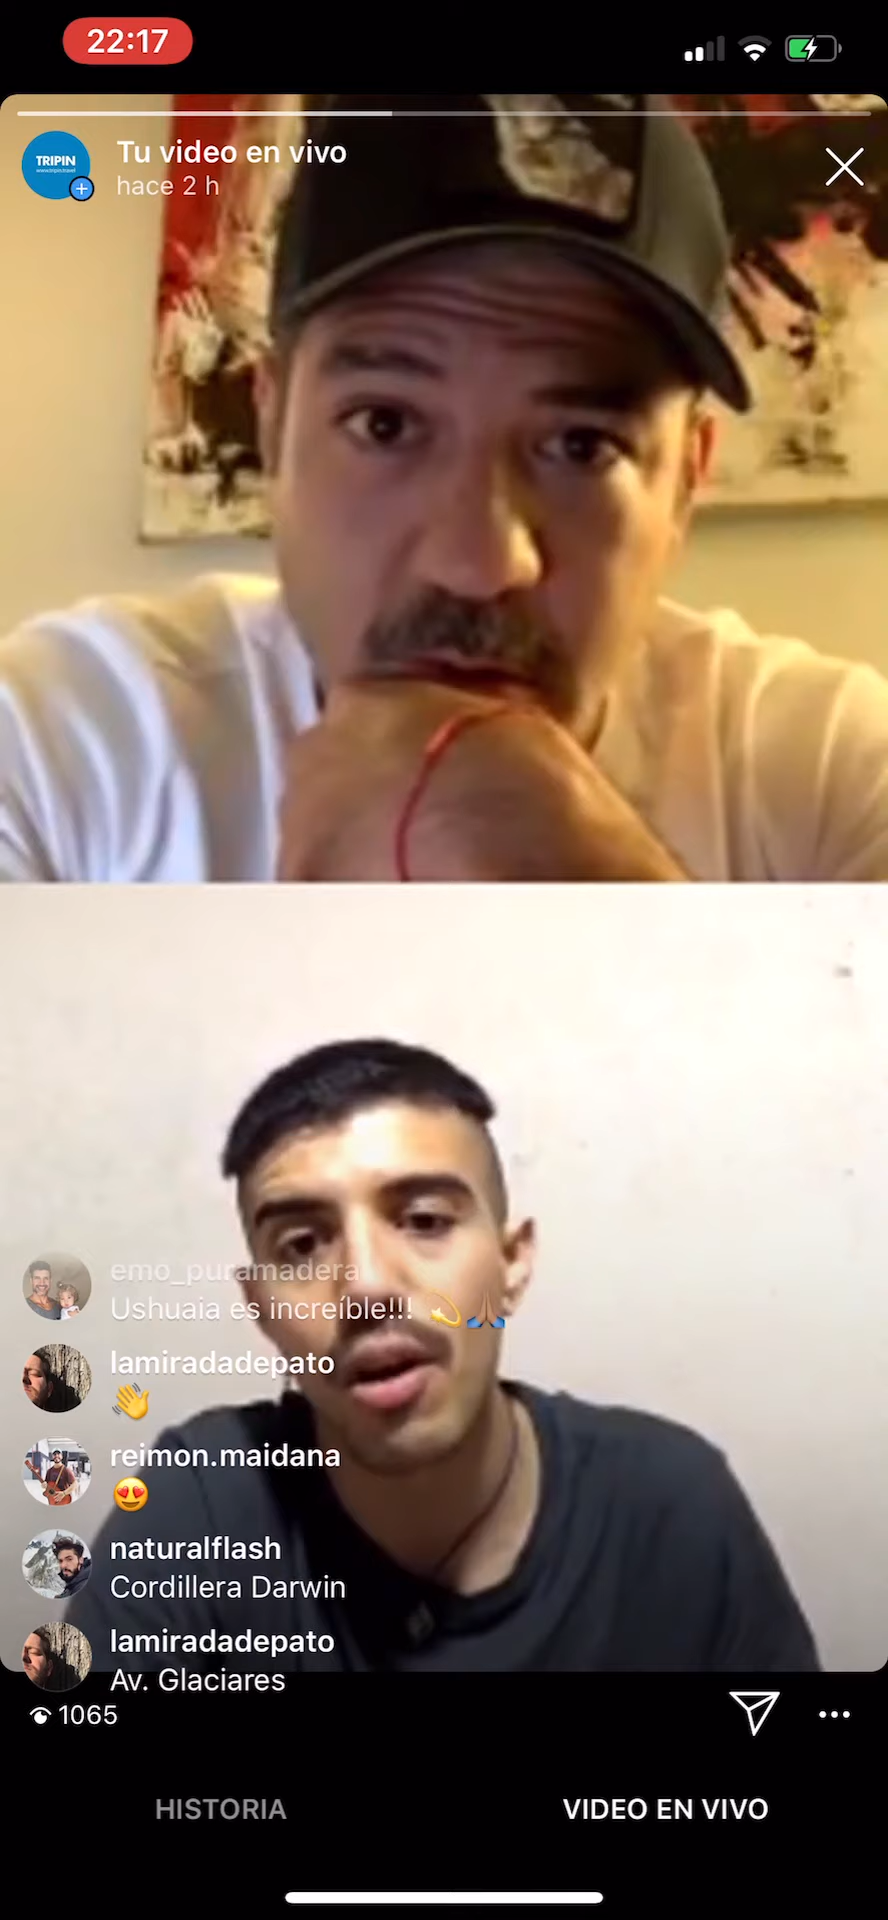 22:17
Tu video en vivo
TRIPIN
hace 2 h
emo_puramadera
Ushuaia es increíble!!! 💫🙏🏾
lamiradadepato
👋
reimon.maidana
😍
naturalflash
Cordillera Darwin
lamiradadepato
Av. Glaciares
1065
HISTORIA
VIDEO EN VIVO